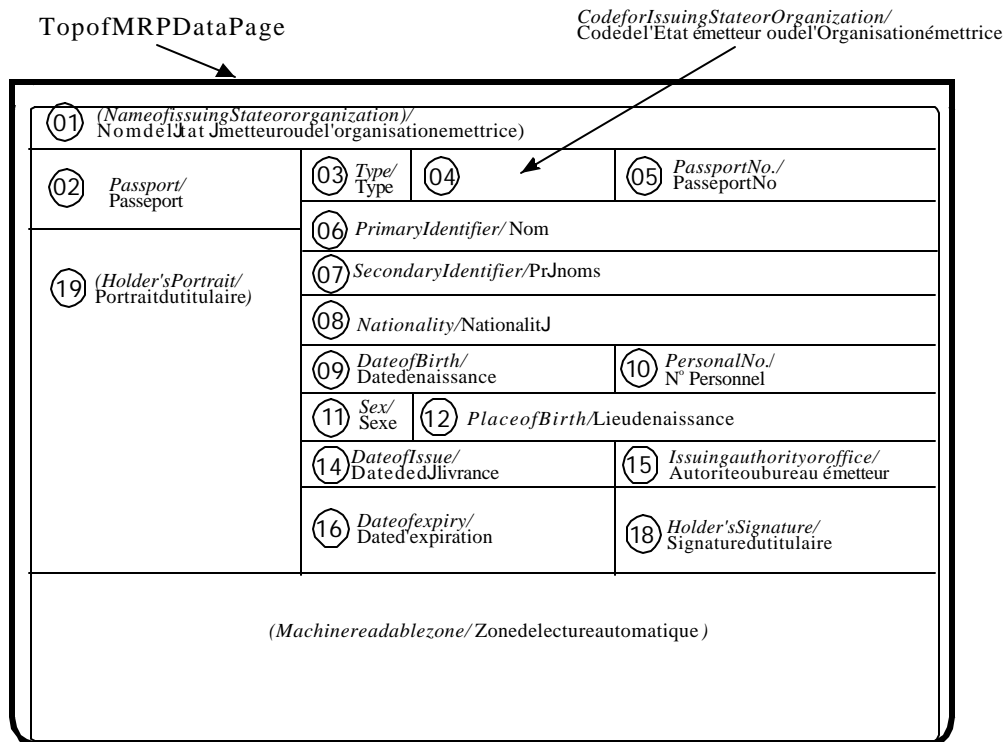 TopofMRPDataPage
CodeforIssuingStateorOrganization/
Codedel'Etat émetteur oudel'Organisationémettrice
01 (NameofissuingStateororganization)/
Nomdel'Jtat Jmetteuroudel'organisationemettrice)
02 Passport/
Passeport
03 Type/
Type
04
05 PassportNo./
PasseportNo
06 PrimaryIdentifier/ Nom
07 SecondaryIdentifier/PrJnoms
19 (Holder'sPortrait/
Portraitdutitulaire)
08 Nationality/NationalitJ
09 DateofBirth/
Datedenaissance
10 PersonalNo./
Nº Personnel
11 Sex/
Sexe
12 PlaceofBirth/Lieudenaissance
14 DateofIssue/
DatededJlivrance
15 Issuingauthorityoroffice/
Autoriteoubureau émetteur
16 Dateofexpiry/
Dated'expiration
18 Holder'sSignature/
Signaturedutitulaire
(Machinereadablezone/ Zonedelectureautomatique )